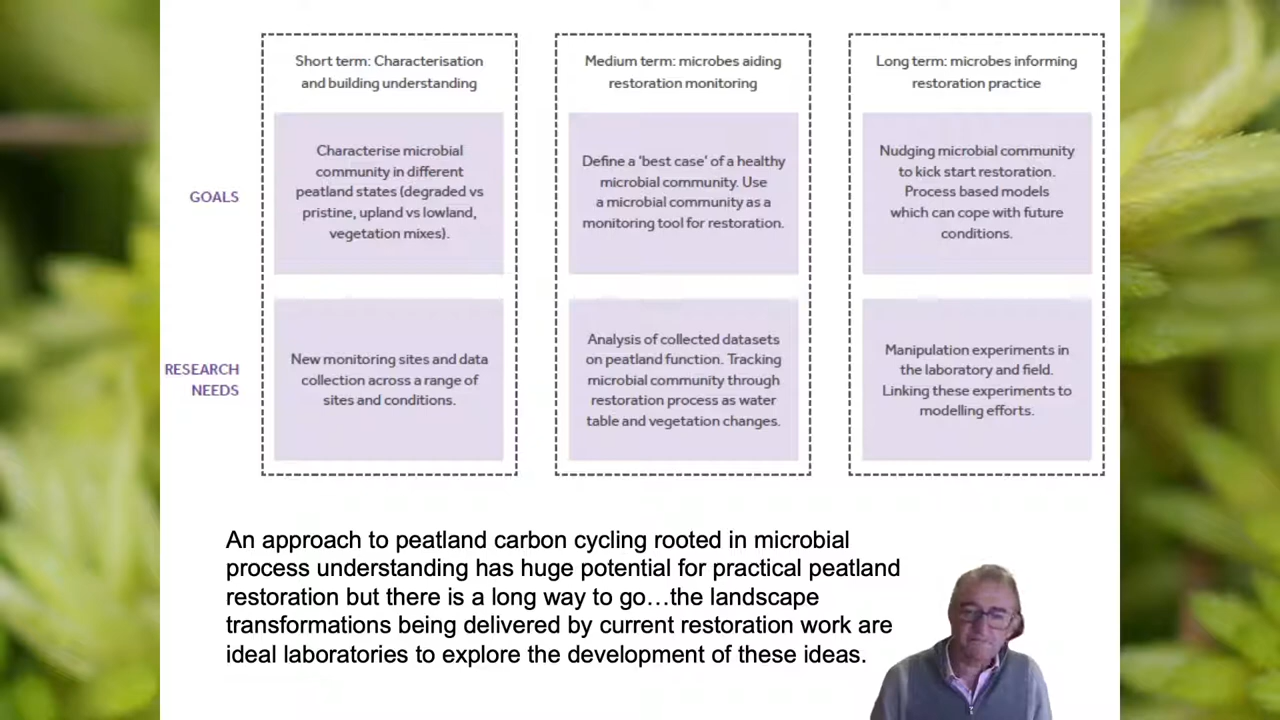 Short term: Characterisation
and building understanding
Medium term: microbes aiding
restoration monitoring
Long term: microbes informing
restoration practice
GOALS
Characterise microbial
community in different
peatland states (degraded vs
pristine, upland vs lowland,
vegetation mixes).
Define a ‘best case’ of a healthy
microbial community. Use
a microbial community as a
monitoring tool for restoration.
Nudging microbial community
to kick start restoration.
Process based models
which can cope with future
conditions.
RESEARCH
NEEDS
New monitoring sites and data
collection across a range of
sites and conditions.
Analysis of collected datasets
on peatland function. Tracking
microbial community through
restoration process as water
table and vegetation changes.
Manipulation experiments in
the laboratory and field.
Linking these experiments to
modelling efforts.
An approach to peatland carbon cycling rooted in microbial
process understanding has huge potential for practical peatland
restoration but there is a long way to go…the landscape
transformations being delivered by current restoration work are
ideal laboratories to explore the development of these ideas.